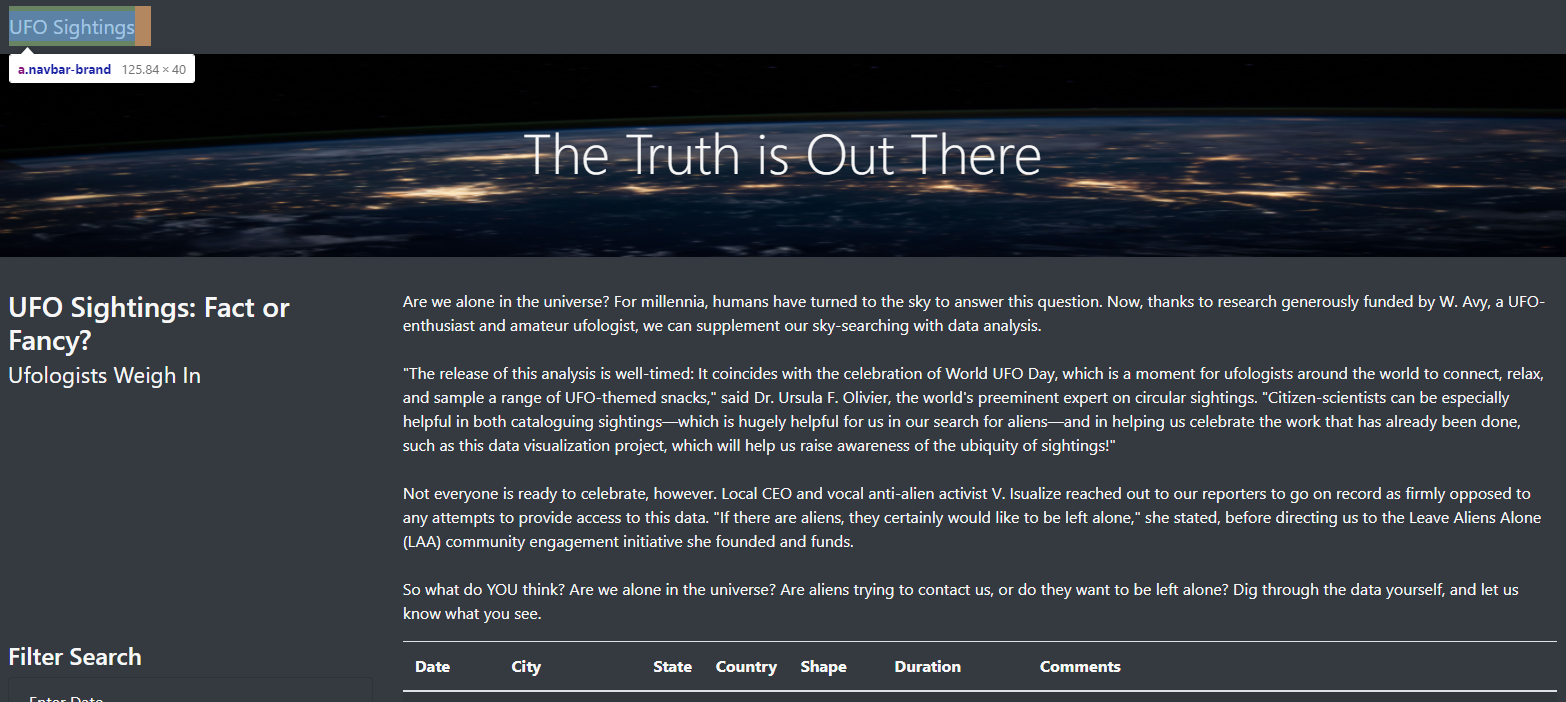 UFO Sightings
a.navbar-brand 125.84 × 40
The Truth is Out There
UFO Sightings: Fact or
Fancy?
Ufologists Weigh In
Are we alone in the universe? For millennia, humans have turned to the sky to answer this question. Now, thanks to research generously funded by W. Avy, a UFO-
enthusiast and amateur ufologist, we can supplement our sky-searching with data analysis.
"The release of this analysis is well-timed: It coincides with the celebration of World UFO Day, which is a moment for ufologists around the world to connect, relax,
and sample a range of UFO-themed snacks," said Dr. Ursula F. Olivier, the world's preeminent expert on circular sightings. "Citizen-scientists can be especially
helpful in both cataloguing sightings—which is hugely helpful for us in our search for aliens—and in helping us celebrate the work that has already been done,
such as this data visualization project, which will help us raise awareness of the ubiquity of sightings!"
Not everyone is ready to celebrate, however. Local CEO and vocal anti-alien activist V. Isualize reached out to our reporters to go on record as firmly opposed to
any attempts to provide access to this data. "If there are aliens, they certainly would like to be left alone," she stated, before directing us to the Leave Aliens Alone
(LAA) community engagement initiative she founded and funds.
So what do YOU think? Are we alone in the universe? Are aliens trying to contact us, or do they want to be left alone? Dig through the data yourself, and let us
know what you see.
Filter Search
Enter Date
Date City State Country Shape Duration Comments